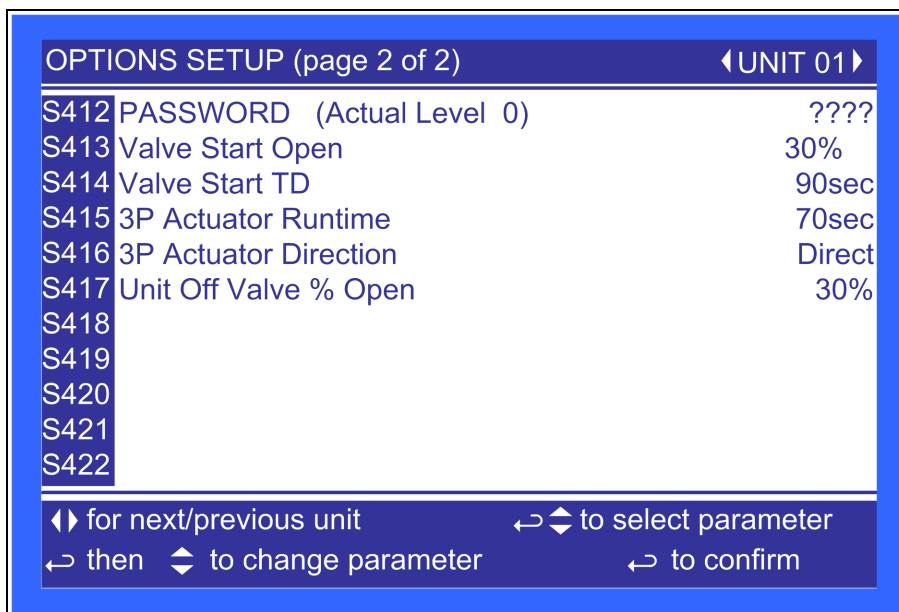 OPTIONS SETUP (page 2 of 2) UNIT 01
S412 PASSWORD (Actual Level 0) ????
S413 Valve Start Open 30%
S414 Valve Start TD 90sec
S415 3P Actuator Runtime 70sec
S416 3P Actuator Direction Direct
S417 Unit Off Valve % Open 30%
S418
S419
S420
S421
S422
for next/previous unit to select parameter
then to change parameter to confirm